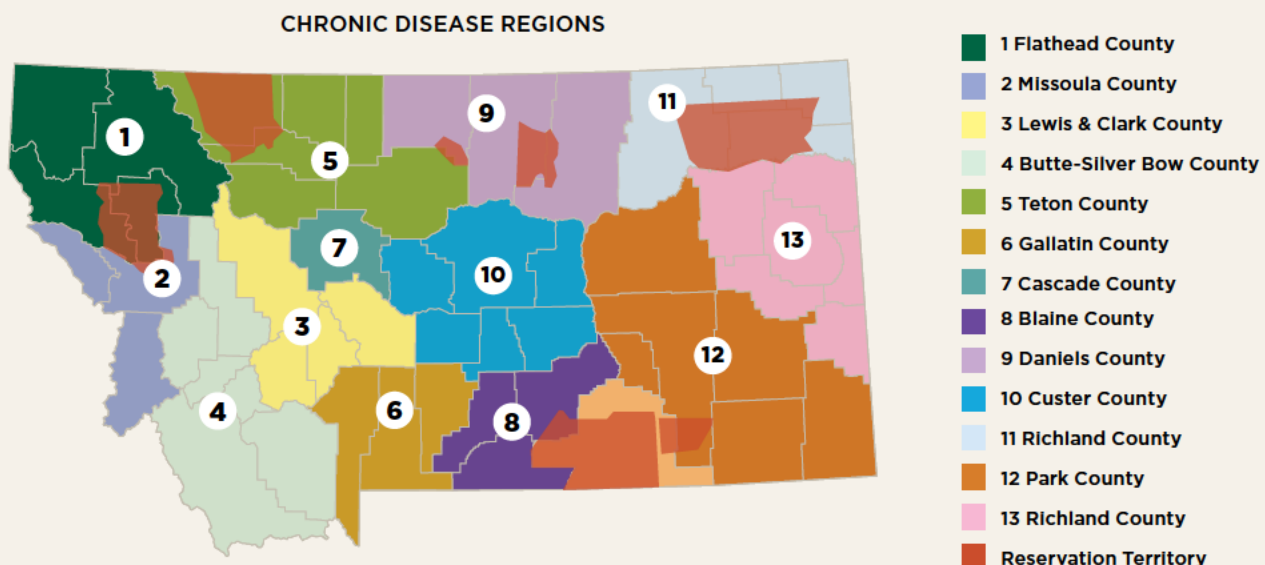 CHRONIC DISEASE REGIONS
1
2
3
4
5
6
7
8
9
10
11
12
13
1 Flathead County
2 Missoula County
3 Lewis & Clark County
4 Butte-Silver Bow County
5 Teton County
6 Gallatin County
7 Cascade County
8 Blaine County
9 Daniels County
10 Custer County
11 Richland County
12 Park County
13 Richland County
Reservation Territory